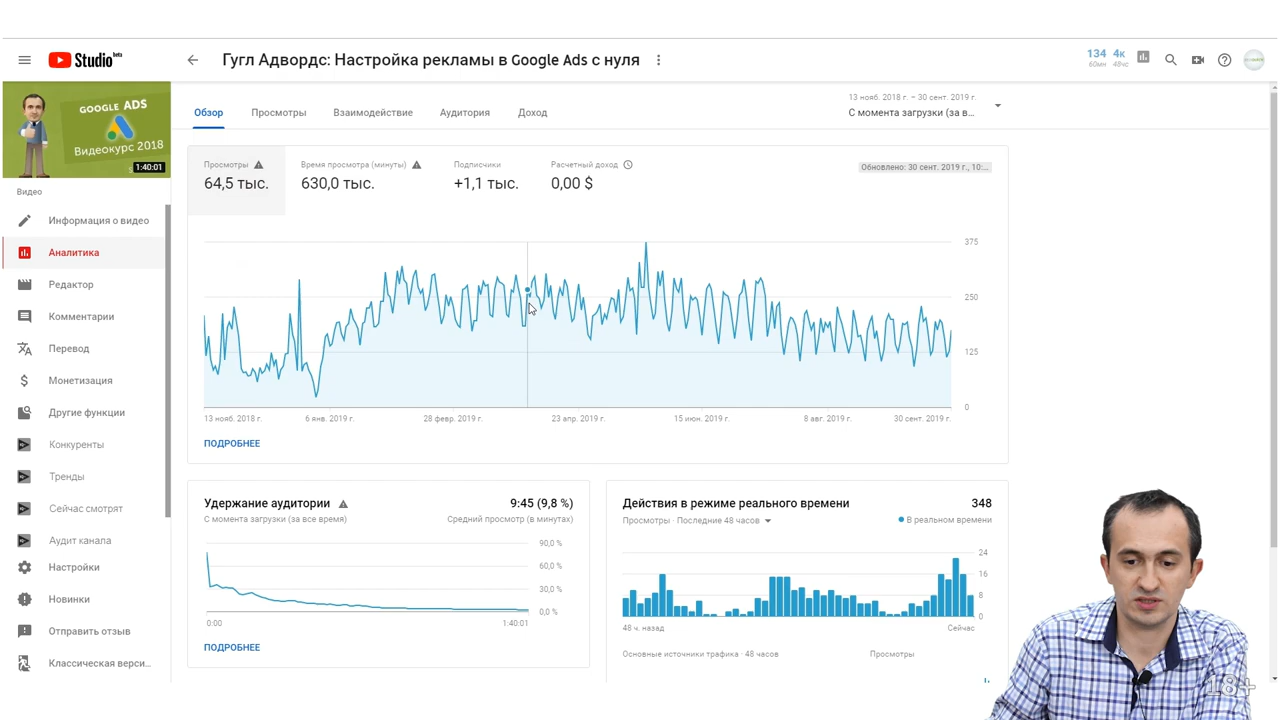 Studio beta
Гугл Адвордс: Настройка рекламы в Google Ads с нуля
134 4к
60мн 48чс
GOOGLE ADS
Видеокурс 2018
1:40:01
Видео
Информация о видео
Аналитика
Редактор
Комментарии
Перевод
Монетизация
Другие функции
Конкуренты
Тренды
Сейчас смотрят
Аудит канала
Настройки
Новинки
Отправить отзыв
Классическая верси...
Обзор
Просмотры
Взаимодействие
Аудитория
Доход
13 нояб. 2018 г. – 30 сент. 2019 г.
С момента загрузки (за в...
Просмотры
64,5 тыс.
Время просмотра (минуты)
630,0 тыс.
Подписчики
+1,1 тыс.
Расчетный доход
0,00 $
Обновлено: 30 сент. 2019 г., 10:...
375
250
125
0
13 нояб. 2018 г.
6 янв. 2019 г.
28 февр. 2019 г.
23 апр. 2019 г.
15 июн. 2019 г.
8 авг. 2019 г.
30 сент. 2019 г.
ПОДРОБНЕЕ
Удержание аудитории
9:45 (9,8 %)
С момента загрузки (за все время)
Средний просмотр (в минутах)
90,0 %
60,0 %
30,0 %
0,0 %
0:00
1:40:01
ПОДРОБНЕЕ
Действия в режиме реального времени
348
Просмотры · Последние 48 часов
В реальном времени
24
16
8
0
48 ч. назад
Сейчас
Основные источники трафика · 48 часов
Просмотры
18+